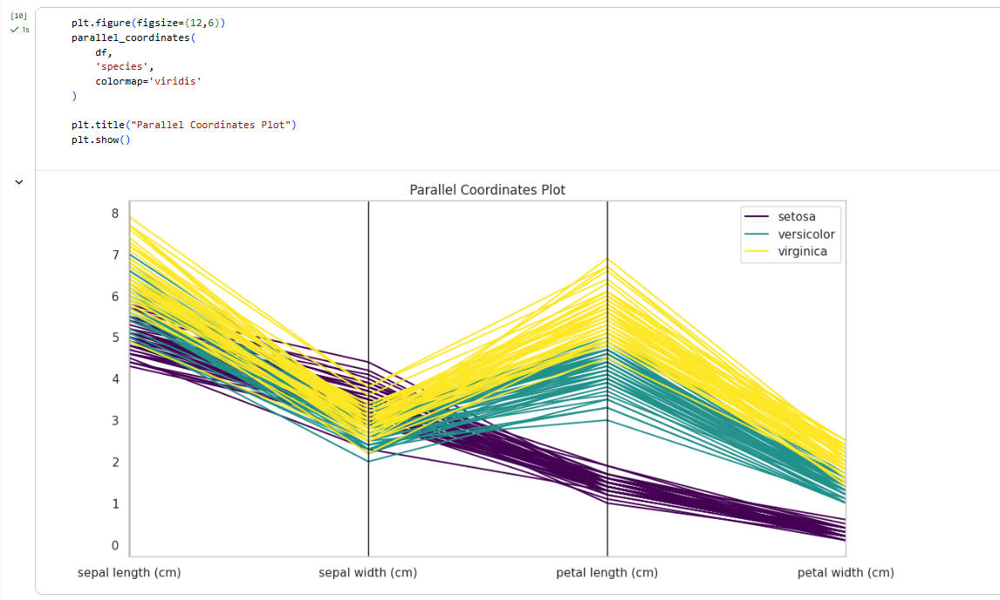 [10]
1s
plt.figure(figsize=(12,6))
parallel_coordinates(
    df,
    'species',
    colormap='viridis'
)
plt.title("Parallel Coordinates Plot")
plt.show()
Parallel Coordinates Plot
8
7
6
5
4
3
2
1
0
setosa
versicolor
virginica
sepal length (cm)
sepal width (cm)
petal length (cm)
petal width (cm)